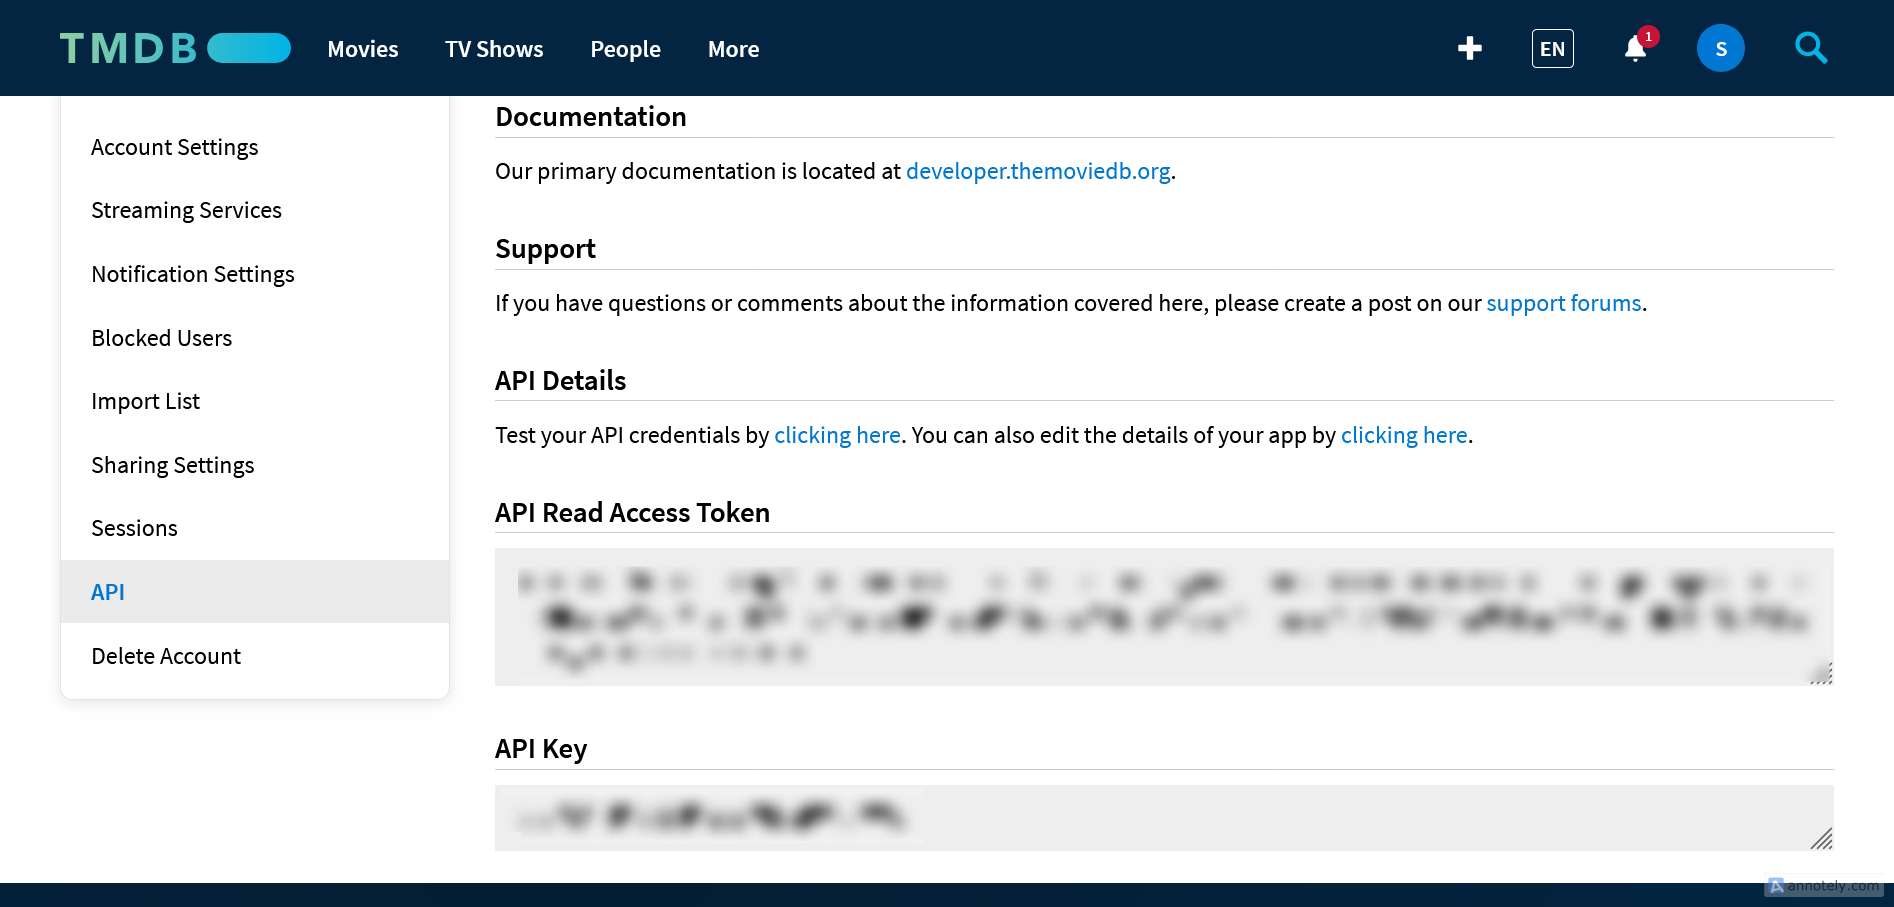 TMDB
Movies TV Shows People More
EN 1 S
Account Settings
Streaming Services
Notification Settings
Blocked Users
Import List
Sharing Settings
Sessions
API
Delete Account
Documentation
Our primary documentation is located at developer.themoviedb.org.
Support
If you have questions or comments about the information covered here, please create a post on our support forums.
API Details
Test your API credentials by clicking here. You can also edit the details of your app by clicking here.
API Read Access Token
API Key
annotely.com